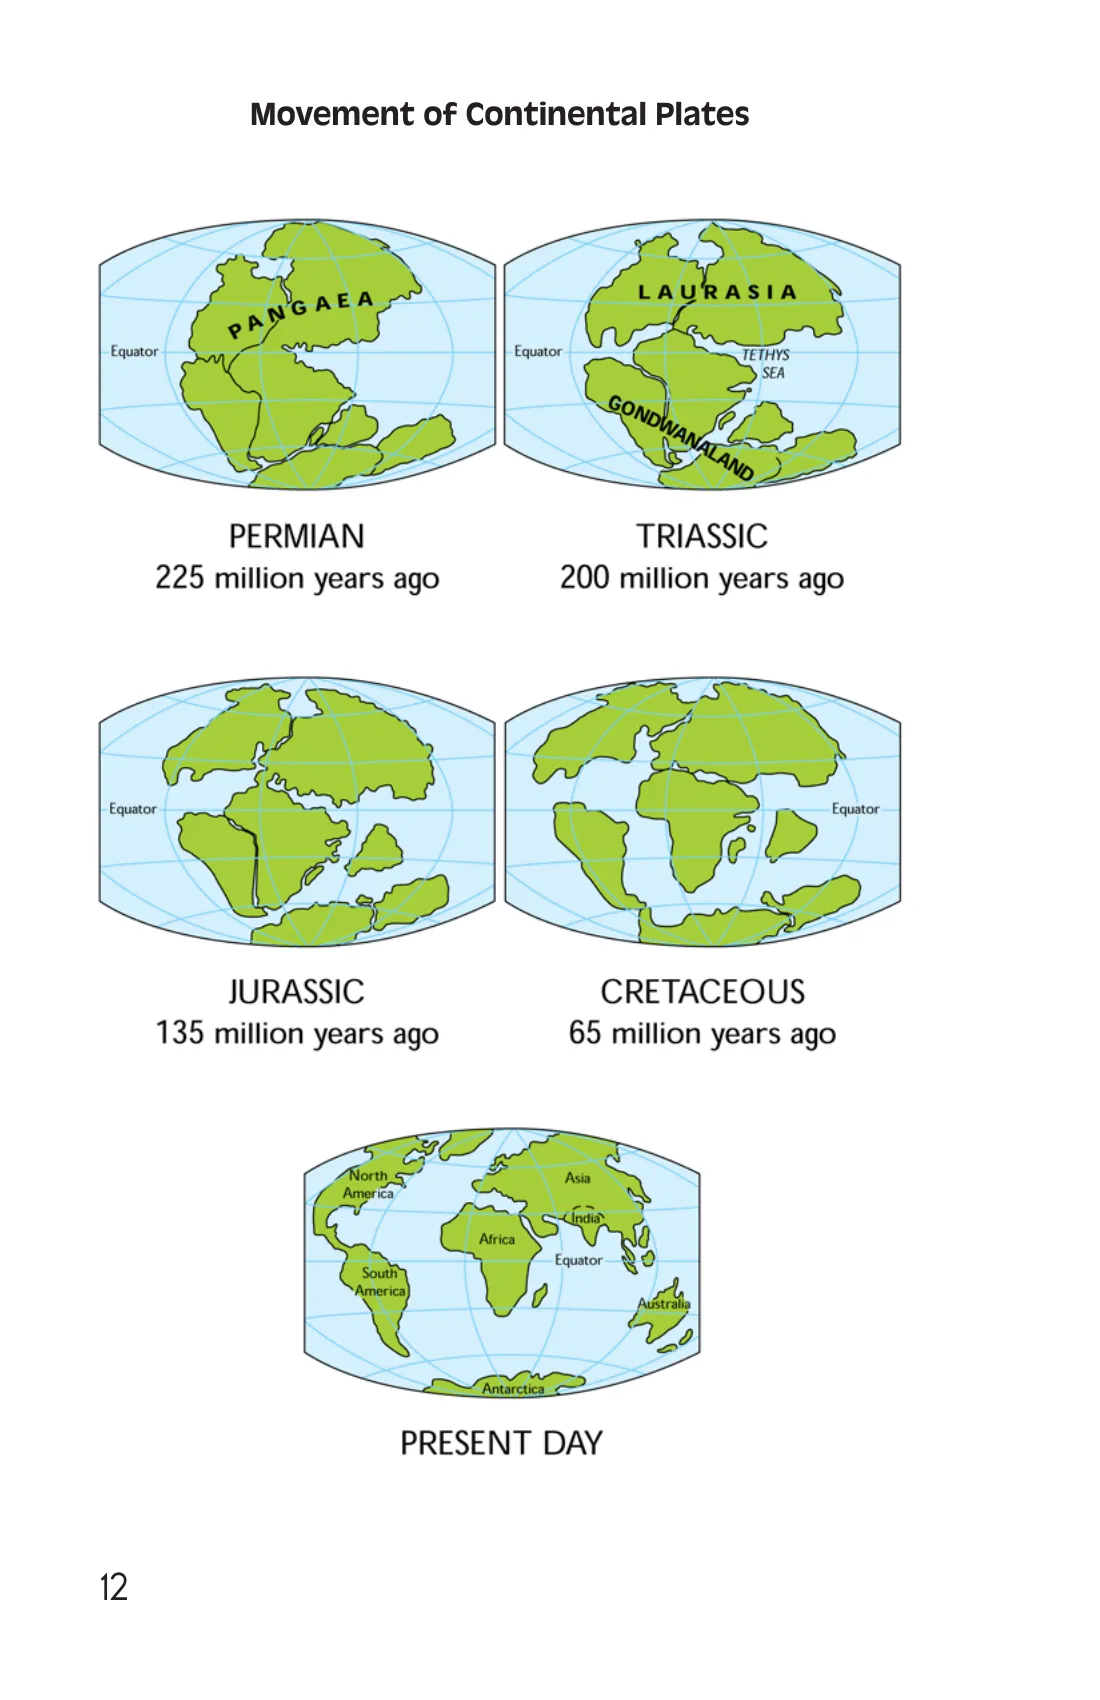 Movement of Continental Plates
PANGAEA
Equator
PERMIAN
225 million years ago
LAURASIA
Equator
TETHYS
SEA
GONDWANALAND
TRIASSIC
200 million years ago
Equator
JURASSIC
135 million years ago
Equator
CRETACEOUS
65 million years ago
North
America
Asia
India
Africa
Equator
South
America
Australia
Antarctica
PRESENT DAY
12